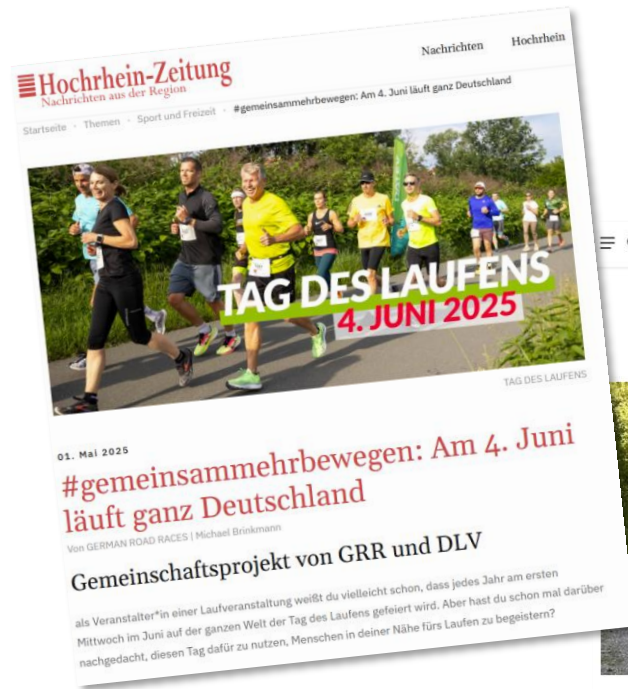 Hochrhein-Zeitung
Nachrichten aus der Region
Nachrichten Hochrhein
Startseite · Themen · Sport und Freizeit · #gemeinsammehrbewegen: Am 4. Juni läuft ganz Deutschland
TAG DES LAUFENS
4. JUNI 2025
TAG DES LAUFENS
01. Mai 2025
#gemeinsammehrbewegen: Am 4. Juni
läuft ganz Deutschland
Von GERMAN ROAD RACES | Michael Brinkmann
Gemeinschaftsprojekt von GRR und DLV
als Veranstalter*in einer Laufveranstaltung weißt du vielleicht schon, dass jedes Jahr am ersten
Mittwoch im Juni auf der ganzen Welt der Tag des Laufens gefeiert wird. Aber hast du schon mal darüber
nachgedacht, diesen Tag dafür zu nutzen, Menschen in deiner Nähe fürs Laufen zu begeistern?